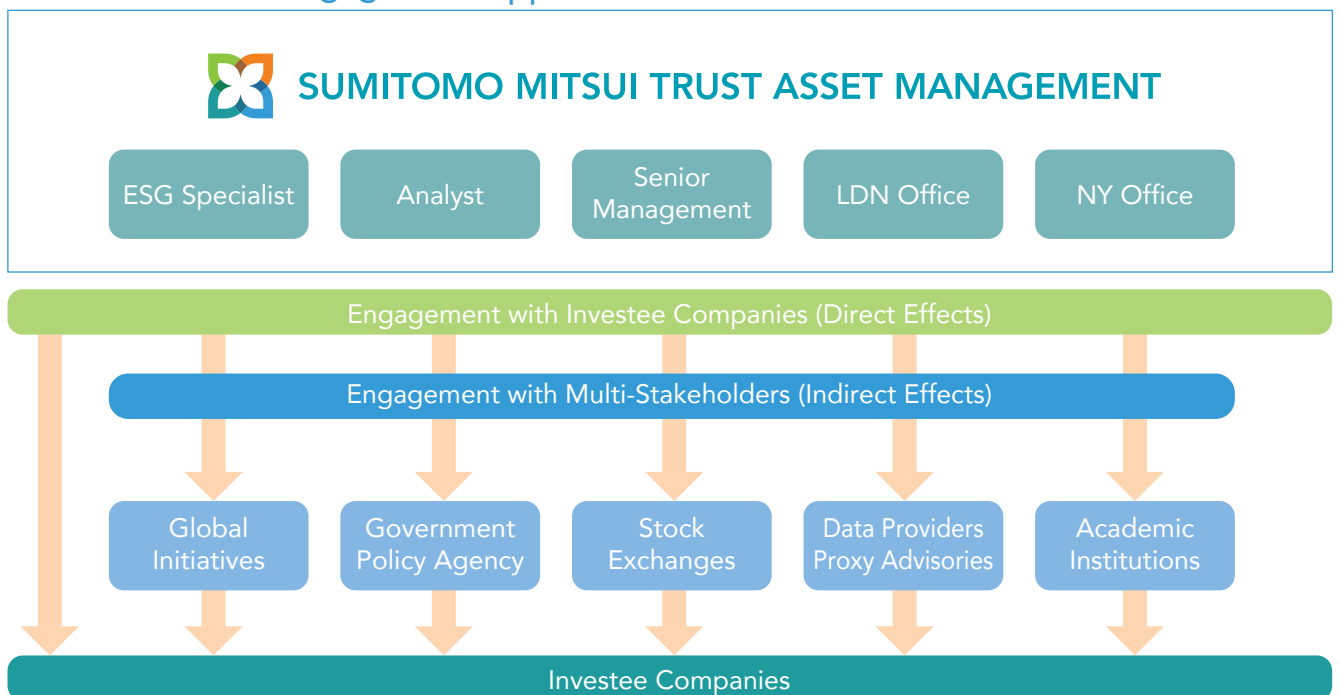 SUMITOMO MITSUI TRUST ASSET MANAGEMENT
ESG Specialist
Analyst
Senior
Management
LDN Office
NY Office
Engagement with Investee Companies (Direct Effects)
Engagement with Multi-Stakeholders (Indirect Effects)
Global
Initiatives
Government
Policy Agency
Stock
Exchanges
Data Providers
Proxy Advisories
Academic
Institutions
Investee Companies